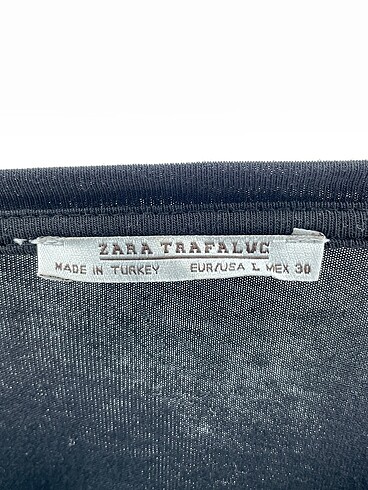 ZARA TRAFALUC
MADE IN TURKEY EUR/USA L MEX 30